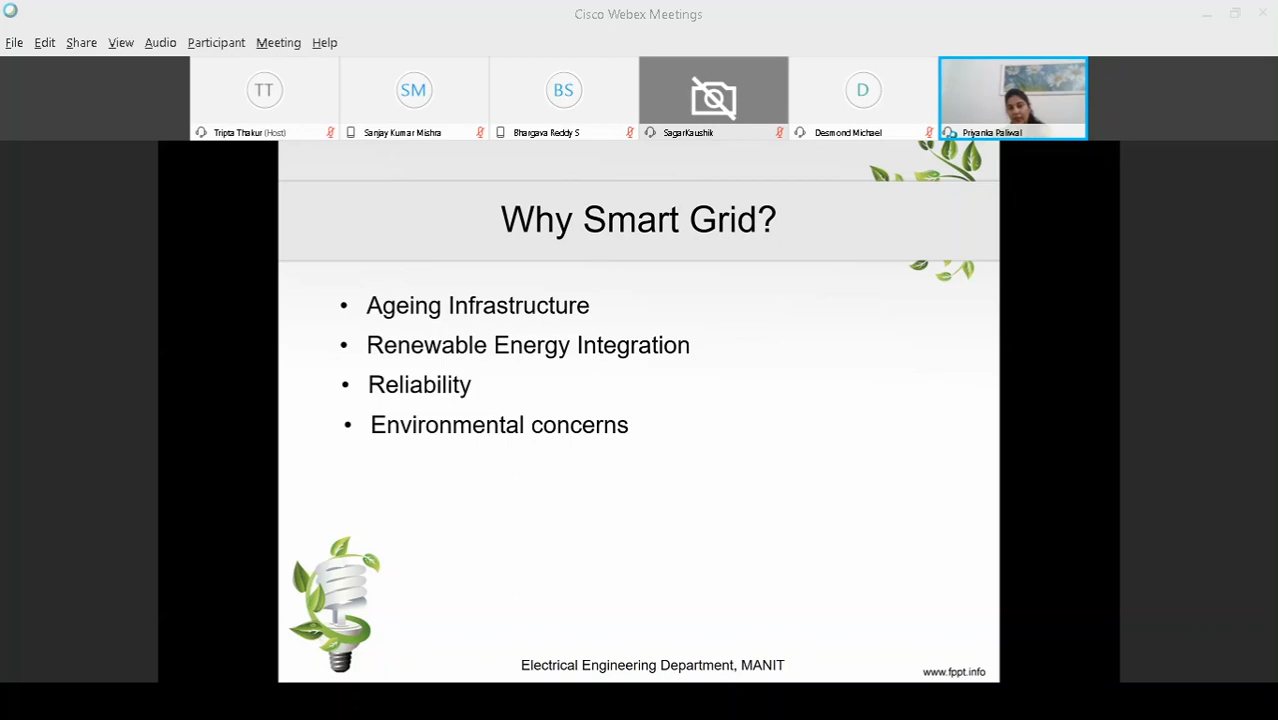 Cisco Webex Meetings
File Edit Share View Audio Participant Meeting Help
TT SM BS D
Tripta Thakur (Host) Sanjay Kumar Mishra Bhargava Reddy S SagarKaushik Desmond Michael Priyanka Paliwal
Why Smart Grid?
• Ageing Infrastructure
• Renewable Energy Integration
• Reliability
• Environmental concerns
Electrical Engineering Department, MANIT
www.fppt.info